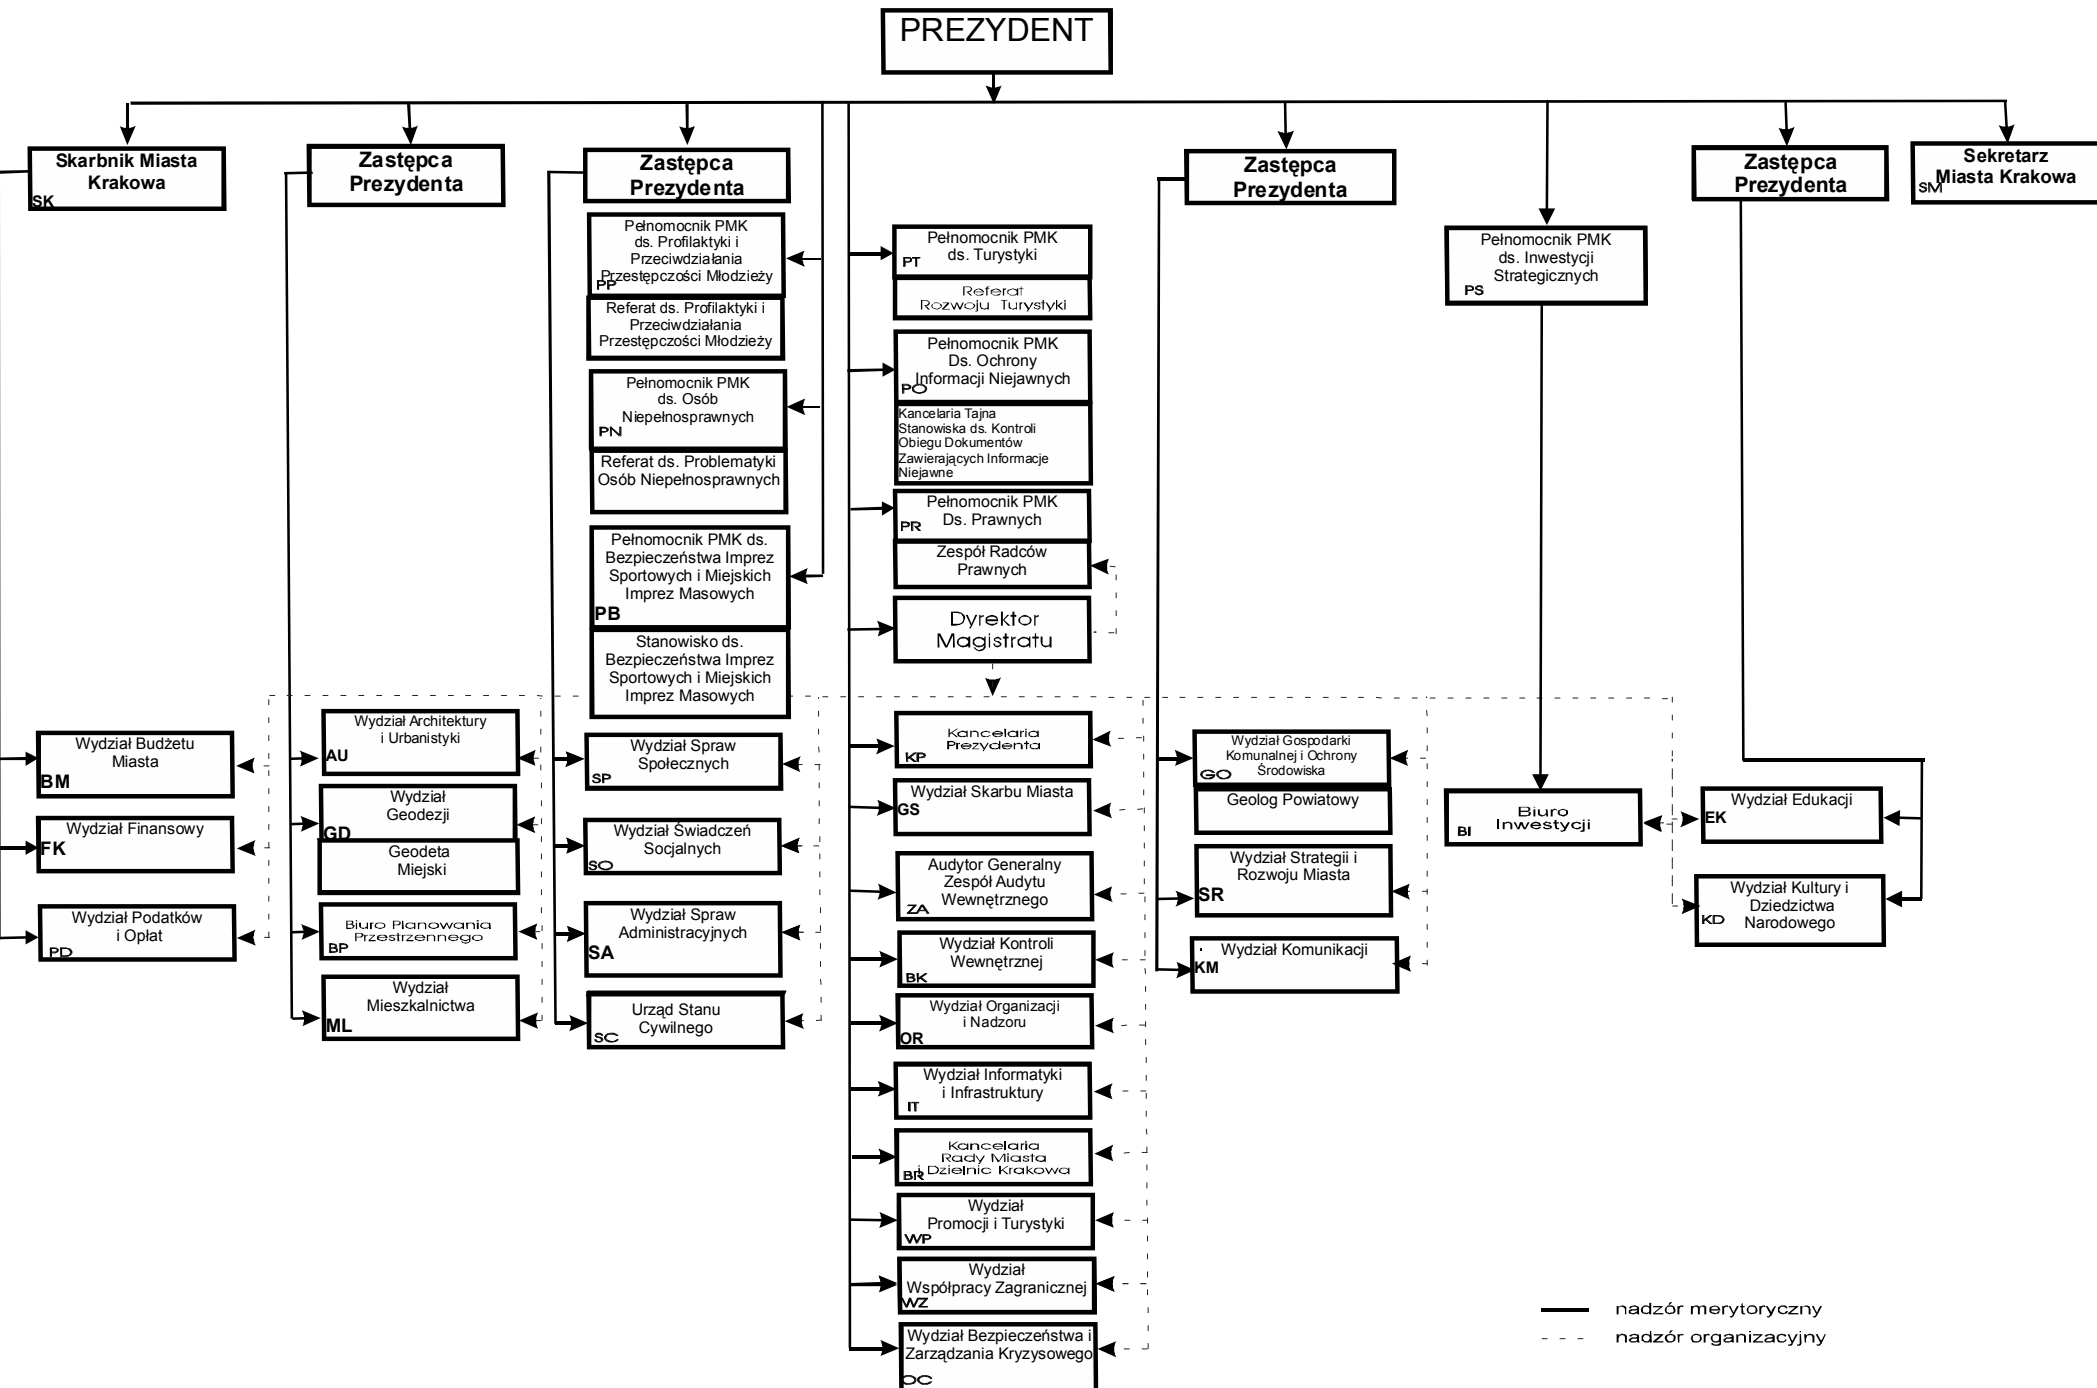 PREZYDENT
Skarbnik Miasta
Krakowa
SK
Zastępca
Prezydenta
Zastępca
Prezydenta
Zastępca
Prezydenta
Zastępca
Prezydenta
Sekretarz
Miasta Krakowa
SM
Pełnomocnik PMK
ds. Profilaktyki i
Przeciwdziałania
Przestępczości Młodzieży
PP
Referat ds. Profilaktyki i
Przeciwdziałania
Przestępczości Młodzieży
Pełnomocnik PMK
ds. Osób
Niepełnosprawnych
PN
Referat ds. Problematyki
Osób Niepełnosprawnych
Pełnomocnik PMK ds.
Bezpieczeństwa Imprez
Sportowych i Miejskich
Imprez Masowych
PB
Stanowisko ds.
Bezpieczeństwa Imprez
Sportowych i Miejskich
Imprez Masowych
Pełnomocnik PMK
ds. Turystyki
PT
Referat
Rozwoju Turystyki
Pełnomocnik PMK
Ds. Ochrony
Informacji Niejawnych
PO
Kancelaria Tajna
Stanowiska ds. Kontroli
Obiegu Dokumentów
Zawierających Informacje
Niejawne
Pełnomocnik PMK
Ds. Prawnych
PR
Zespół Radców
Prawnych
Dyrektor
Magistratu
Pełnomocnik PMK
ds. Inwestycji
Strategicznych
PS
Wydział Budżetu
Miasta
BM
Wydział Finansowy
FK
Wydział Podatków
i Opłat
PD
Wydział Architektury
i Urbanistyki
AU
Wydział
Geodezji
GD
Geodeta
Miejski
Biuro Planowania
Przestrzennego
BP
Wydział
Mieszkalnictwa
ML
Wydział Spraw
Społecznych
SP
Wydział Świadczeń
Socjalnych
SO
Wydział Spraw
Administracyjnych
SA
Urząd Stanu
Cywilnego
SC
Kancelaria
Prezydenta
KP
Wydział Skarbu Miasta
GS
Audytor Generalny
Zespół Audytu
Wewnętrznego
ZA
Wydział Kontroli
Wewnętrznej
BK
Wydział Organizacji
i Nadzoru
OR
Wydział Informatyki
i Infrastruktury
IT
Kancelaria
Rady Miasta
i Dzielnic Krakowa
BR
Wydział
Promocji i Turystyki
WP
Wydział
Współpracy Zagranicznej
WZ
Wydział Bezpieczeństwa i
Zarządzania Kryzysowego
OC
Wydział Gospodarki
Komunalnej i Ochrony
Środowiska
GO
Geolog Powiatowy
Wydział Strategii i
Rozwoju Miasta
SR
Wydział Komunikacji
KM
Biuro
Inwestycji
BI
Wydział Edukacji
EK
Wydział Kultury i
Dziedzictwa
Narodowego
KD
nadzór merytoryczny
nadzór organizacyjny